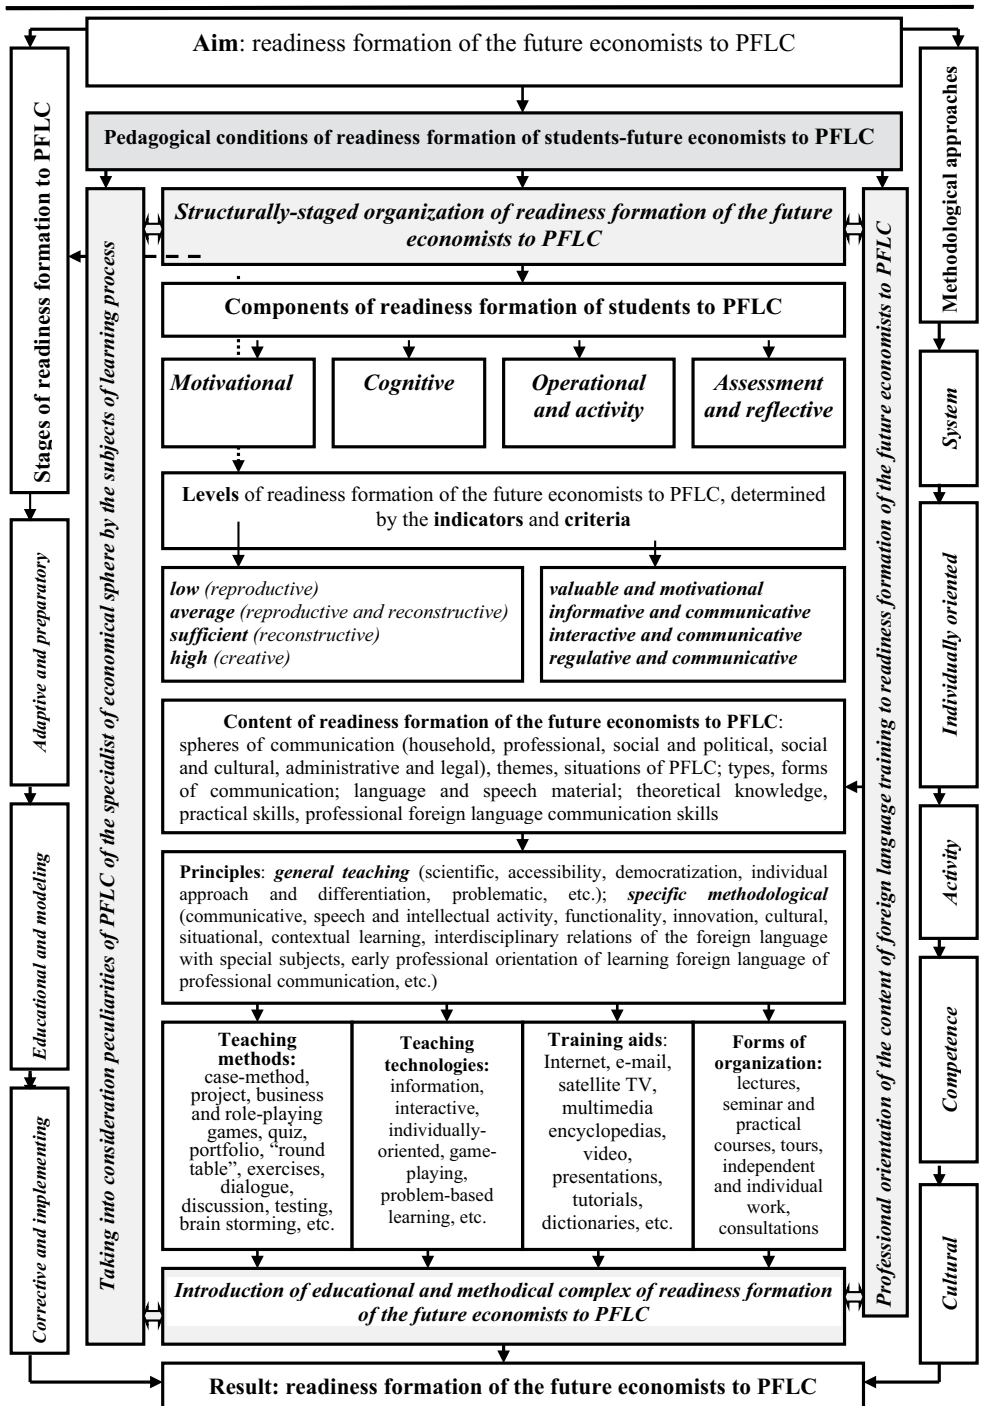 Aim: readiness formation of the future economists to PFLC
Pedagogical conditions of readiness formation of students-future economists to PFLC
Stages of readiness formation to PFLC
Adaptive and preparatory
Educational and modeling
Corrective and implementing
Taking into consideration peculiarities of PFLC of the specialist of economical sphere by the subjects of learning process
Structurally-staged organization of readiness formation of the future
economists to PFLC
Components of readiness formation of students to PFLC
Motivational
Cognitive
Operational
and activity
Assessment
and reflective
Levels of readiness formation of the future economists to PFLC, determined
by the indicators and criteria
low (reproductive)
average (reproductive and reconstructive)
sufficient (reconstructive)
high (creative)
valuable and motivational
informative and communicative
interactive and communicative
regulative and communicative
Content of readiness formation of the future economists to PFLC:
spheres of communication (household, professional, social and political, social
and cultural, administrative and legal), themes, situations of PFLC; types, forms
of communication; language and speech material; theoretical knowledge,
practical skills, professional foreign language communication skills
Principles: general teaching (scientific, accessibility, democratization, individual
approach and differentiation, problematic, etc.); specific methodological
(communicative, speech and intellectual activity, functionality, innovation, cultural,
situational, contextual learning, interdisciplinary relations of the foreign language
with special subjects, early professional orientation of learning foreign language of
professional communication, etc.)
Teaching
methods:
case-method,
project, business
and role-playing
games, quiz,
portfolio, “round
table”, exercises,
dialogue,
discussion, testing,
brain storming, etc.
Teaching
technologies:
information,
interactive,
individually-
oriented, game-
playing,
problem-based
learning, etc.
Training aids:
Internet, e-mail,
satellite TV,
multimedia
encyclopedias,
video,
presentations,
tutorials,
dictionaries, etc.
Forms of
organization:
lectures,
seminar and
practical
courses, tours,
independent
and individual
work,
consultations
Introduction of educational and methodical complex of readiness formation
of the future economists to PFLC
Professional orientation of the content of foreign language training to readiness formation of the future economists to PFLC
Methodological approaches
System
Individually oriented
Activity
Competence
Cultural
Result: readiness formation of the future economists to PFLC